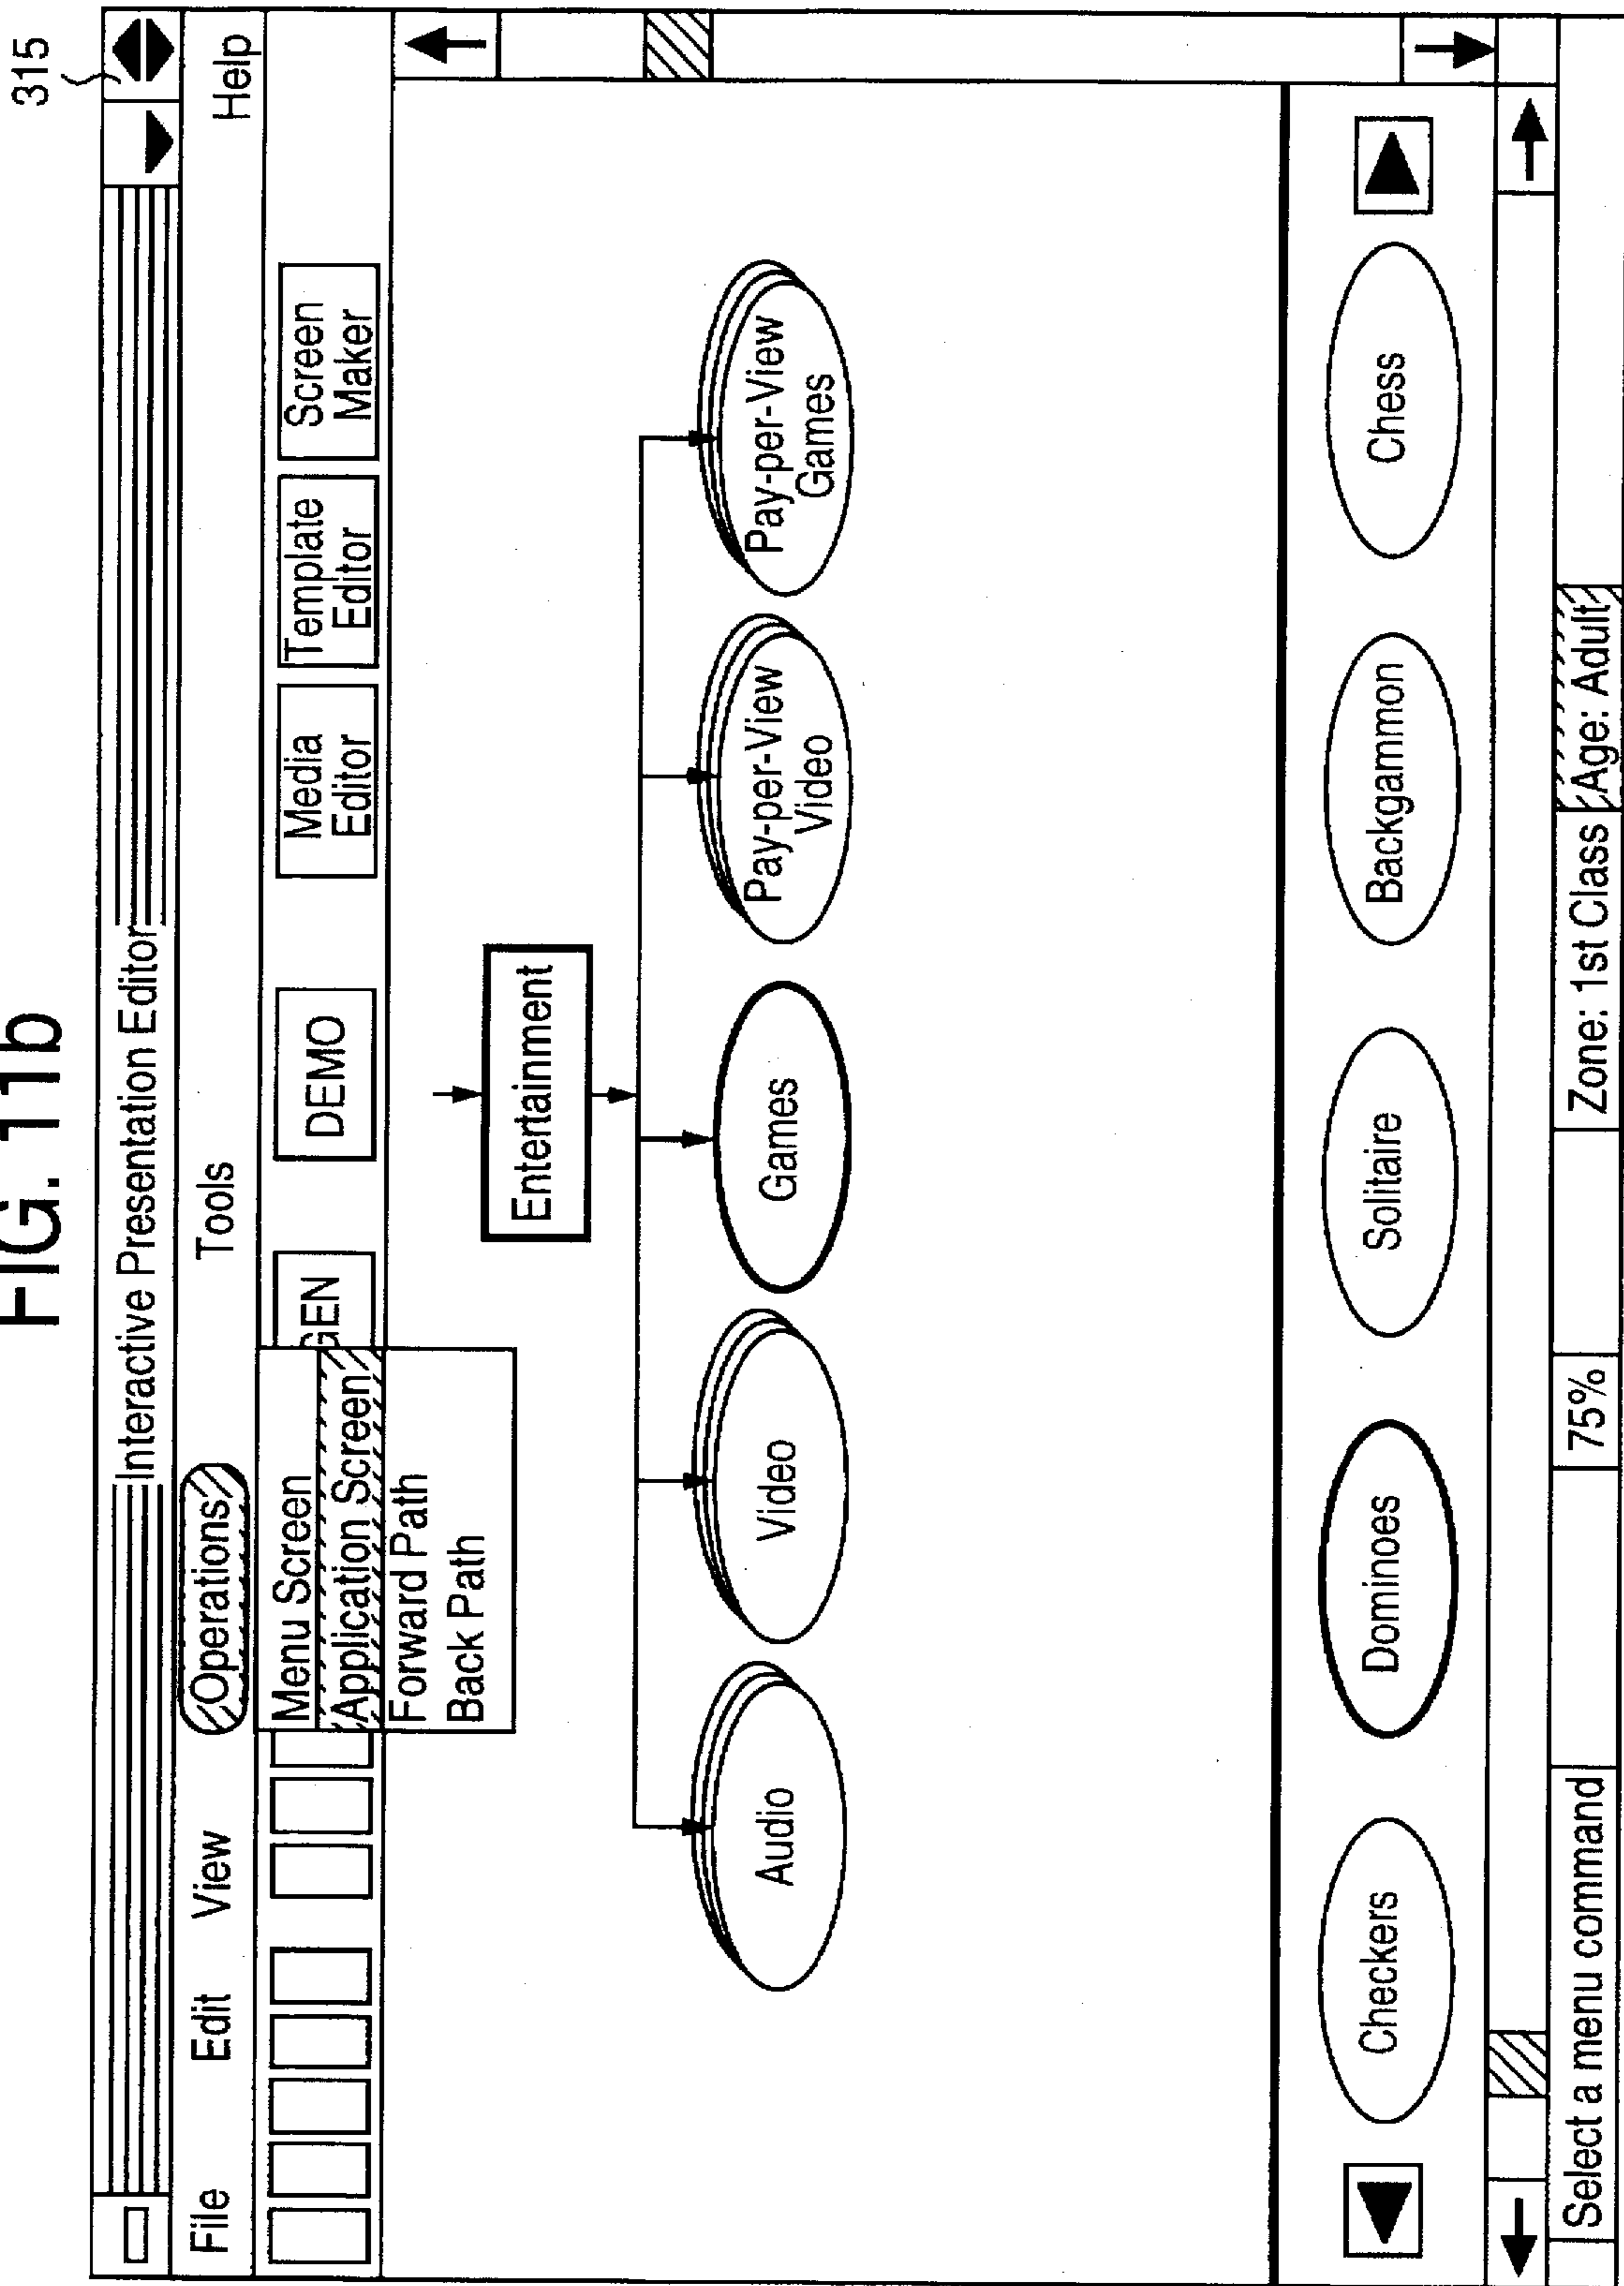 FIG. 11b
315
Interactive Presentation Editor
File Edit View Operations Tools Help
Menu Screen
Application Screen
Forward Path
Back Path
GEN
DEMO
Media
Editor
Template
Editor
Screen
Maker
Entertainment
Audio
Video
Games
Pay-per-View
Video
Pay-per-View
Games
Checkers
Dominoes
Solitaire
Backgammon
Chess
Select a menu command
75%
Zone: 1st Class
Age: Adult